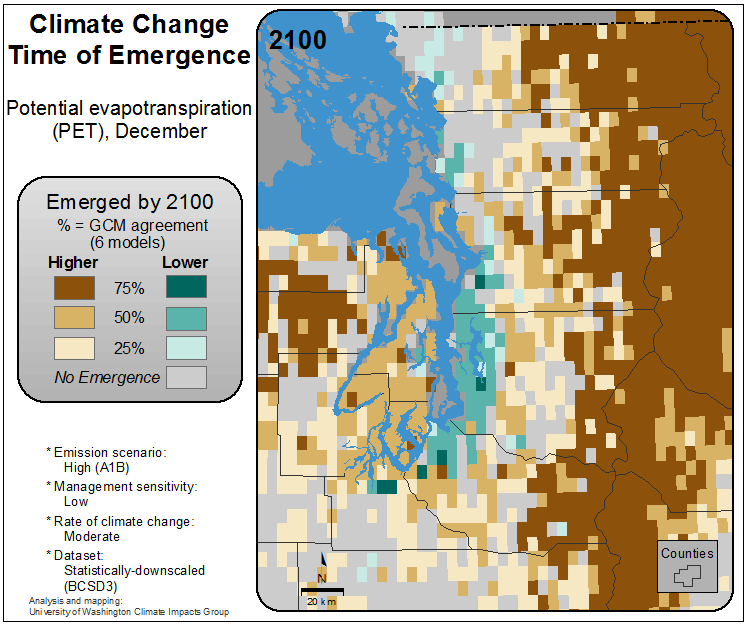 Climate Change
Time of Emergence
Potential evapotranspiration
(PET), December
Emerged by 2100
% = GCM agreement
(6 models)
Higher Lower
75%
50%
25%
No Emergence
* Emission scenario:
High (A1B)
* Management sensitivity:
Low
* Rate of climate change:
Moderate
* Dataset:
Statistically-downscaled
(BCSD3)
Analysis and mapping:
University of Washington Climate Impacts Group
2100
N
20 km
Counties